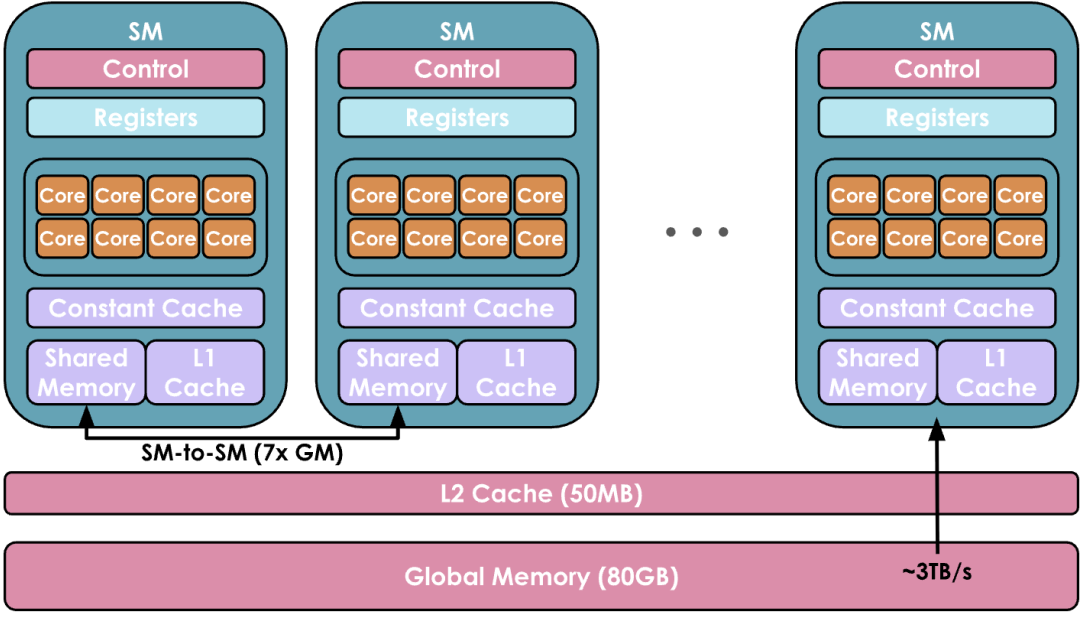 SM
Control
Registers
Core Core Core Core
Core Core Core Core
Constant Cache
Shared
Memory
L1
Cache
SM
Control
Registers
Core Core Core Core
Core Core Core Core
Constant Cache
Shared
Memory
L1
Cache
SM
Control
Registers
Core Core Core Core
Core Core Core Core
Constant Cache
Shared
Memory
L1
Cache
SM-to-SM (7x GM)
L2 Cache (50MB)
Global Memory (80GB)
~3TB/s